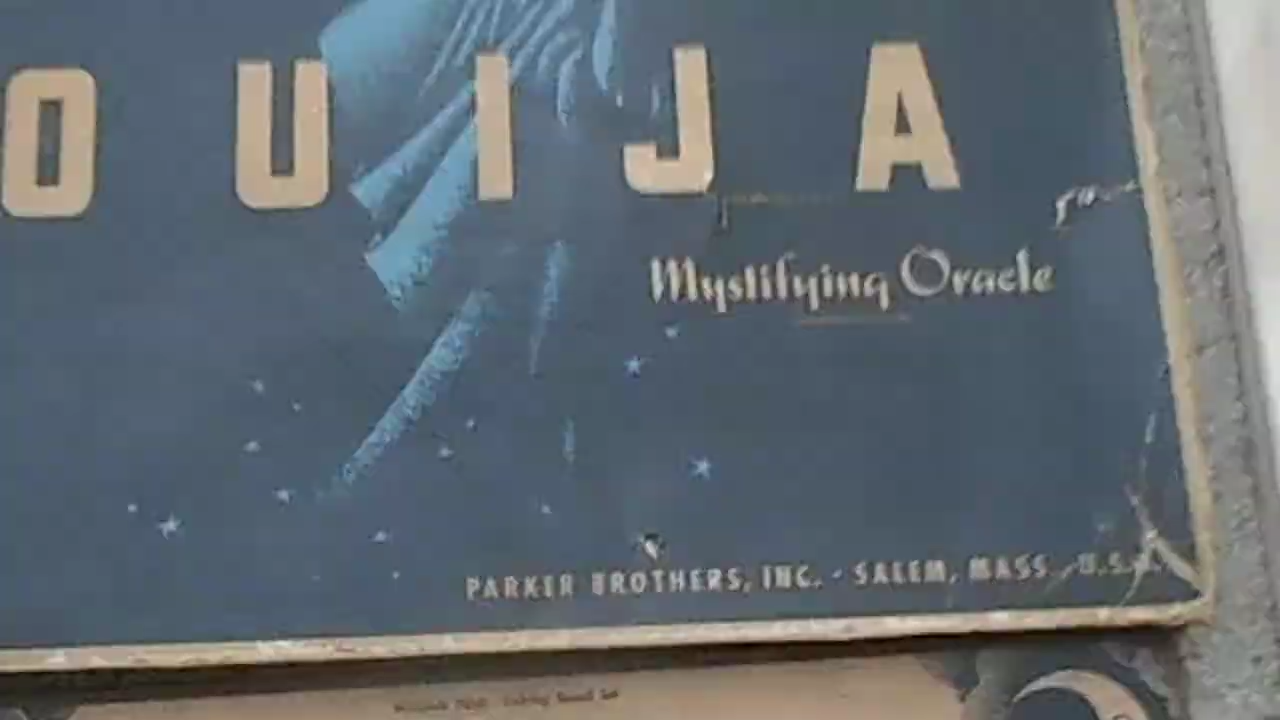 OUIJA
Mystifying Oracle
PARKER BROTHERS, INC. · SALEM, MASS. U.S.A.